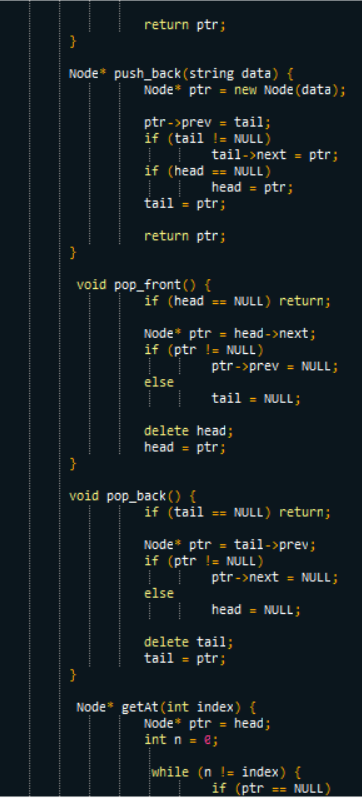 return ptr;
}
Node* push_back(string data) {
Node* ptr = new Node(data);
ptr->prev = tail;
if (tail != NULL)
tail->next = ptr;
if (head == NULL)
head = ptr;
tail = ptr;
return ptr;
}
void pop_front() {
if (head == NULL) return;
Node* ptr = head->next;
if (ptr != NULL)
ptr->prev = NULL;
else
tail = NULL;
delete head;
head = ptr;
}
void pop_back() {
if (tail == NULL) return;
Node* ptr = tail->prev;
if (ptr != NULL)
ptr->next = NULL;
else
head = NULL;
delete tail;
tail = ptr;
}
Node* getAt(int index) {
Node* ptr = head;
int n = 0;
while (n != index) {
if (ptr == NULL)